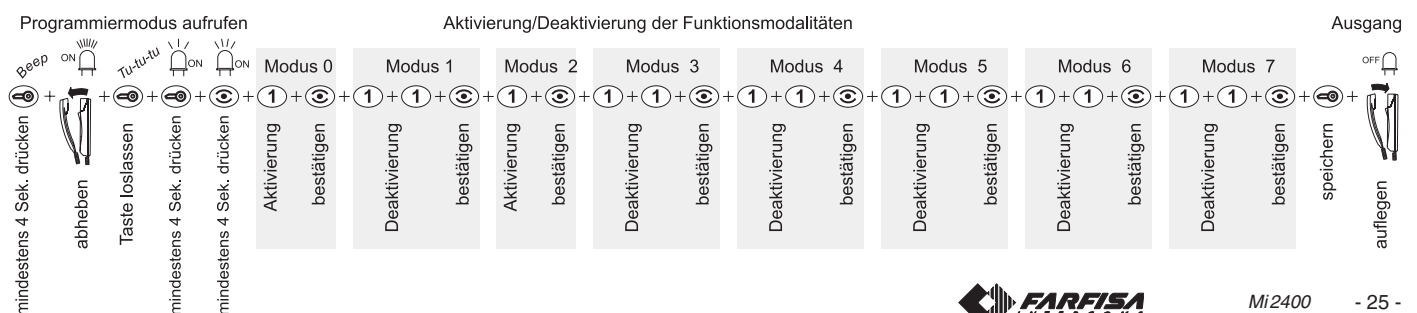 Programmiermodus aufrufen
Aktivierung/Deaktivierung der Funktionsmodalitäten
Ausgang
Beep
ON
Tu-tu-tu
ON
ON
Modus 0
Modus 1
Modus 2
Modus 3
Modus 4
Modus 5
Modus 6
Modus 7
OFF
+ + + + + 1 + + 1 + 1 + + 1 + + 1 + 1 + + 1 + 1 + + 1 + 1 + + 1 + 1 + + 1 + 1 + + +
mindestens 4 Sek. drücken
abheben
Taste loslassen
mindestens 4 Sek. drücken
mindestens 4 Sek. drücken
Aktivierung
bestätigen
Deaktivierung
bestätigen
Aktivierung
bestätigen
Deaktivierung
bestätigen
Deaktivierung
bestätigen
Deaktivierung
bestätigen
Deaktivierung
bestätigen
Deaktivierung
bestätigen
speichern
auflegen
FARFISA
Mi2400 - 25 -